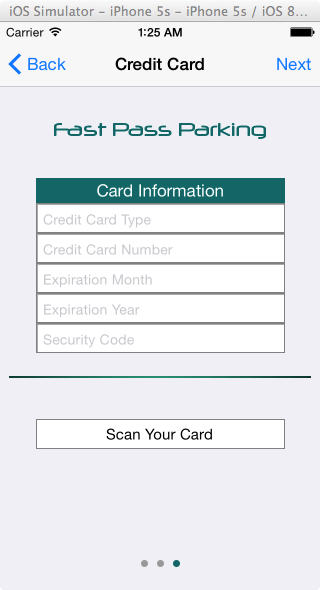 iOS Simulator – iPhone 5s – iPhone 5s / iOS 8...
Carrier 1:25 AM
Back Credit Card Next
Fast Pass Parking
Card Information
Credit Card Type
Credit Card Number
Expiration Month
Expiration Year
Security Code
Scan Your Card